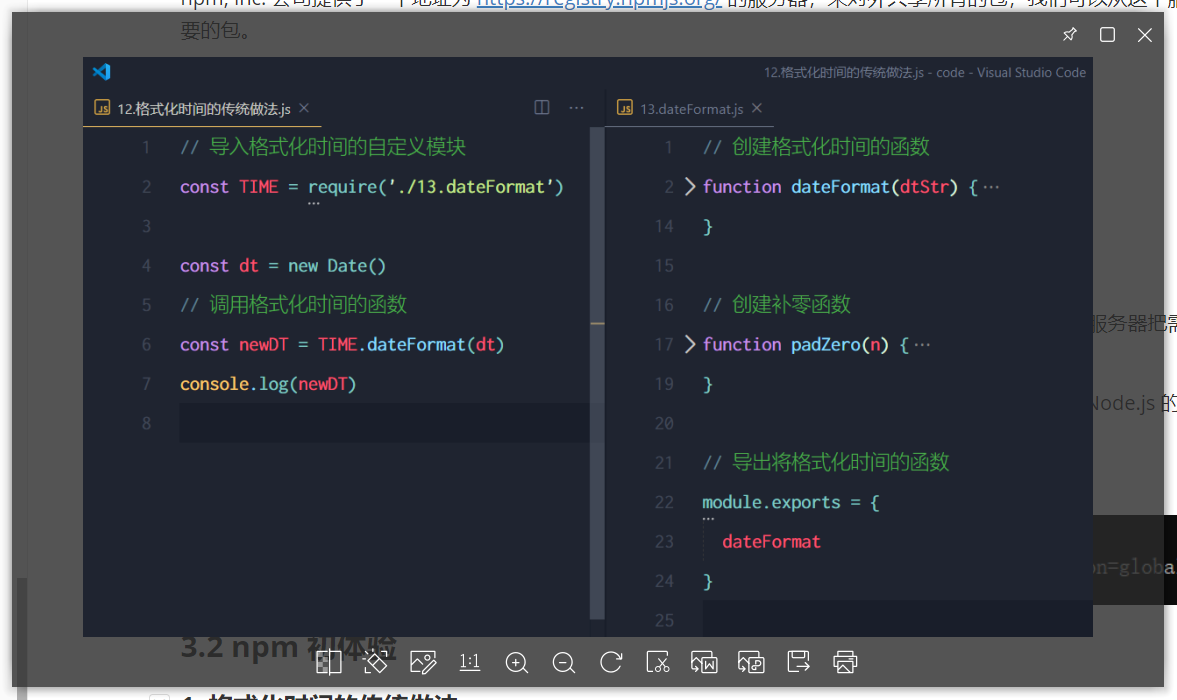 npm, Inc. 公司提供了一个地址为 https://registry.npmjs.org/ 的服务器，来对外共享所有的包，我们可以从这个服
要的包。
12.格式化时间的传统做法.js - code - Visual Studio Code
12.格式化时间的传统做法.js
1 // 导入格式化时间的自定义模块
2 const TIME = require('./13.dateFormat')
3
4 const dt = new Date()
5 // 调用格式化时间的函数
6 const newDT = TIME.dateFormat(dt)
7 console.log(newDT)
8
13.dateFormat.js
1 // 创建格式化时间的函数
2 function dateFormat(dtStr) { ···
14 }
15
16 // 创建补零函数
17 function padZero(n) { ···
19 }
20
21 // 导出将格式化时间的函数
22 module.exports = {
23 dateFormat
24 }
25
服务器把需
Node.js 的
on=globa
3.2 npm 初体验
1:1
1. 格式化时间的传统做法